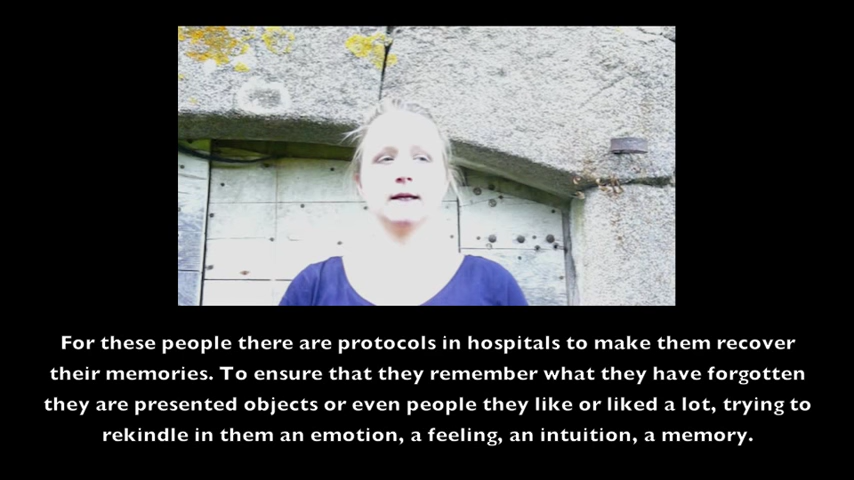 For these people there are protocols in hospitals to make them recover
their memories. To ensure that they remember what they have forgotten
they are presented objects or even people they like or liked a lot, trying to
rekindle in them an emotion, a feeling, an intuition, a memory.